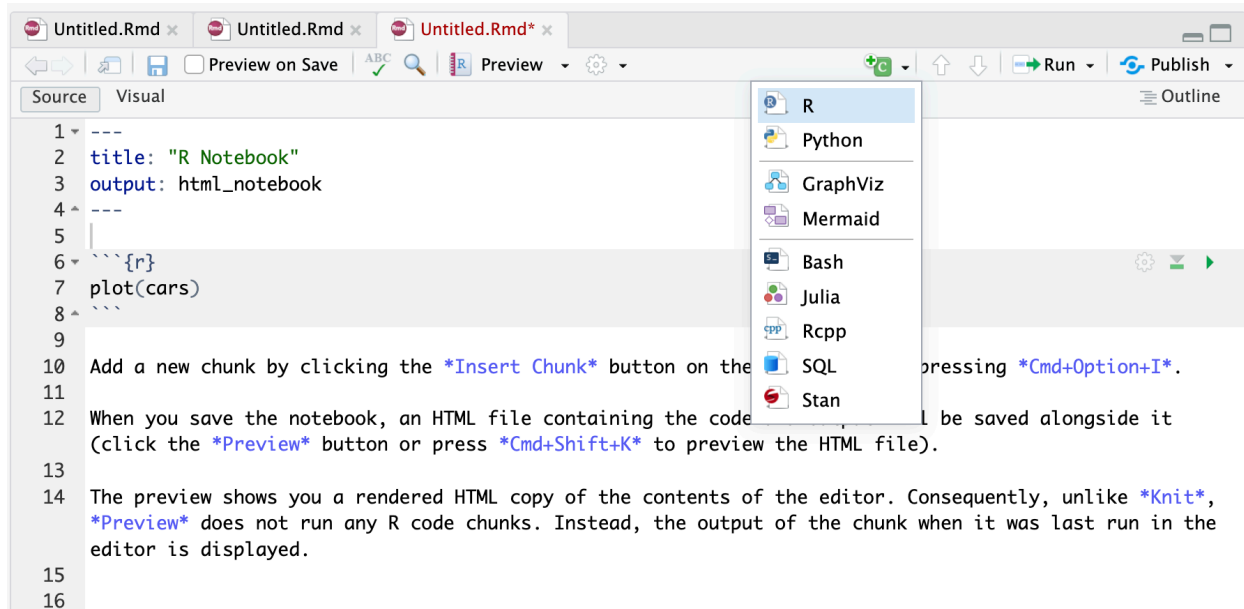 Untitled.Rmd × Untitled.Rmd × Untitled.Rmd* ×
Preview on Save ABC R Preview C Run Publish
Source Visual Outline
1 ---
2 title: "R Notebook"
3 output: html_notebook
4 ---
5
6 ```{r}
7 plot(cars)
8 ```
9
10 Add a new chunk by clicking the *Insert Chunk* button on the pressing *Cmd+Option+I*.
11
12 When you save the notebook, an HTML file containing the code be saved alongside it
(click the *Preview* button or press *Cmd+Shift+K* to preview the HTML file).
13
14 The preview shows you a rendered HTML copy of the contents of the editor. Consequently, unlike *Knit*,
*Preview* does not run any R code chunks. Instead, the output of the chunk when it was last run in the
editor is displayed.
15
16
R
Python
GraphViz
Mermaid
Bash
Julia
Rcpp
SQL
Stan